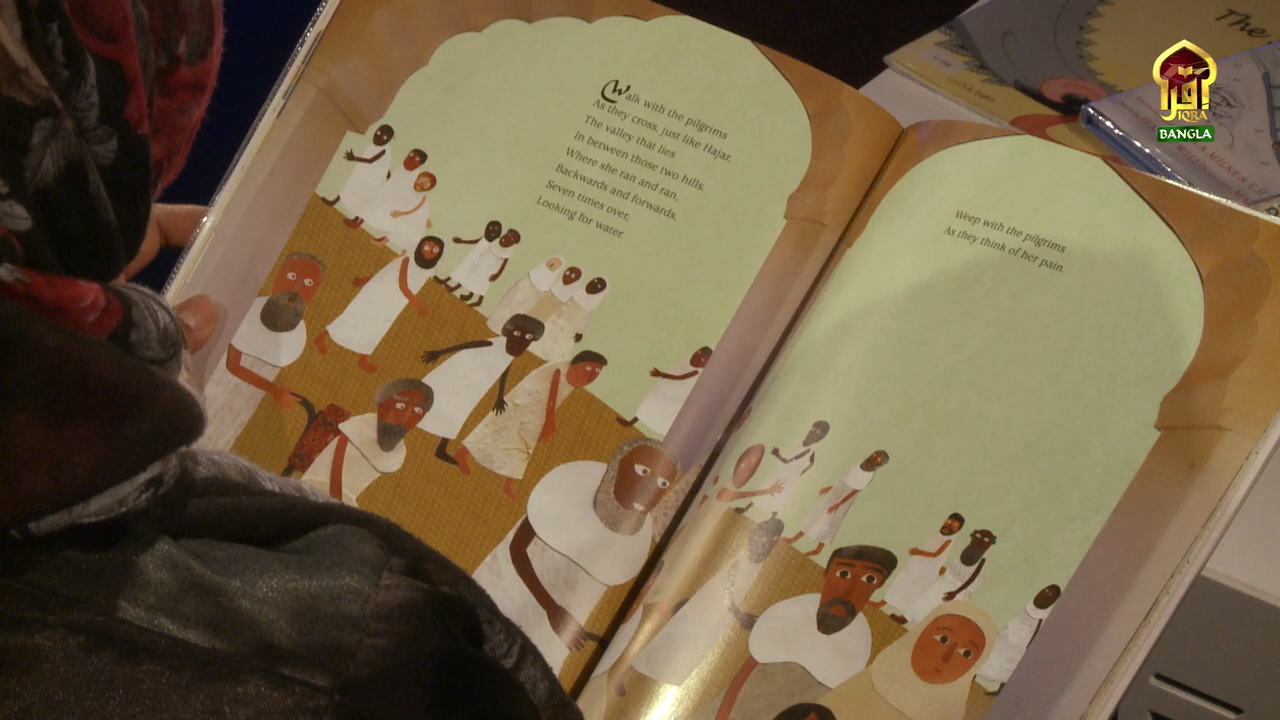 Walk with the pilgrims
As they cross, just like Hajar,
The valley that lies
In between those two hills.
Where she ran and ran,
Backwards and forwards,
Seven times over,
Looking for water.
Weep with the pilgrims
As they think of her pain.
The
اقرأ
IQRA
BANGLA